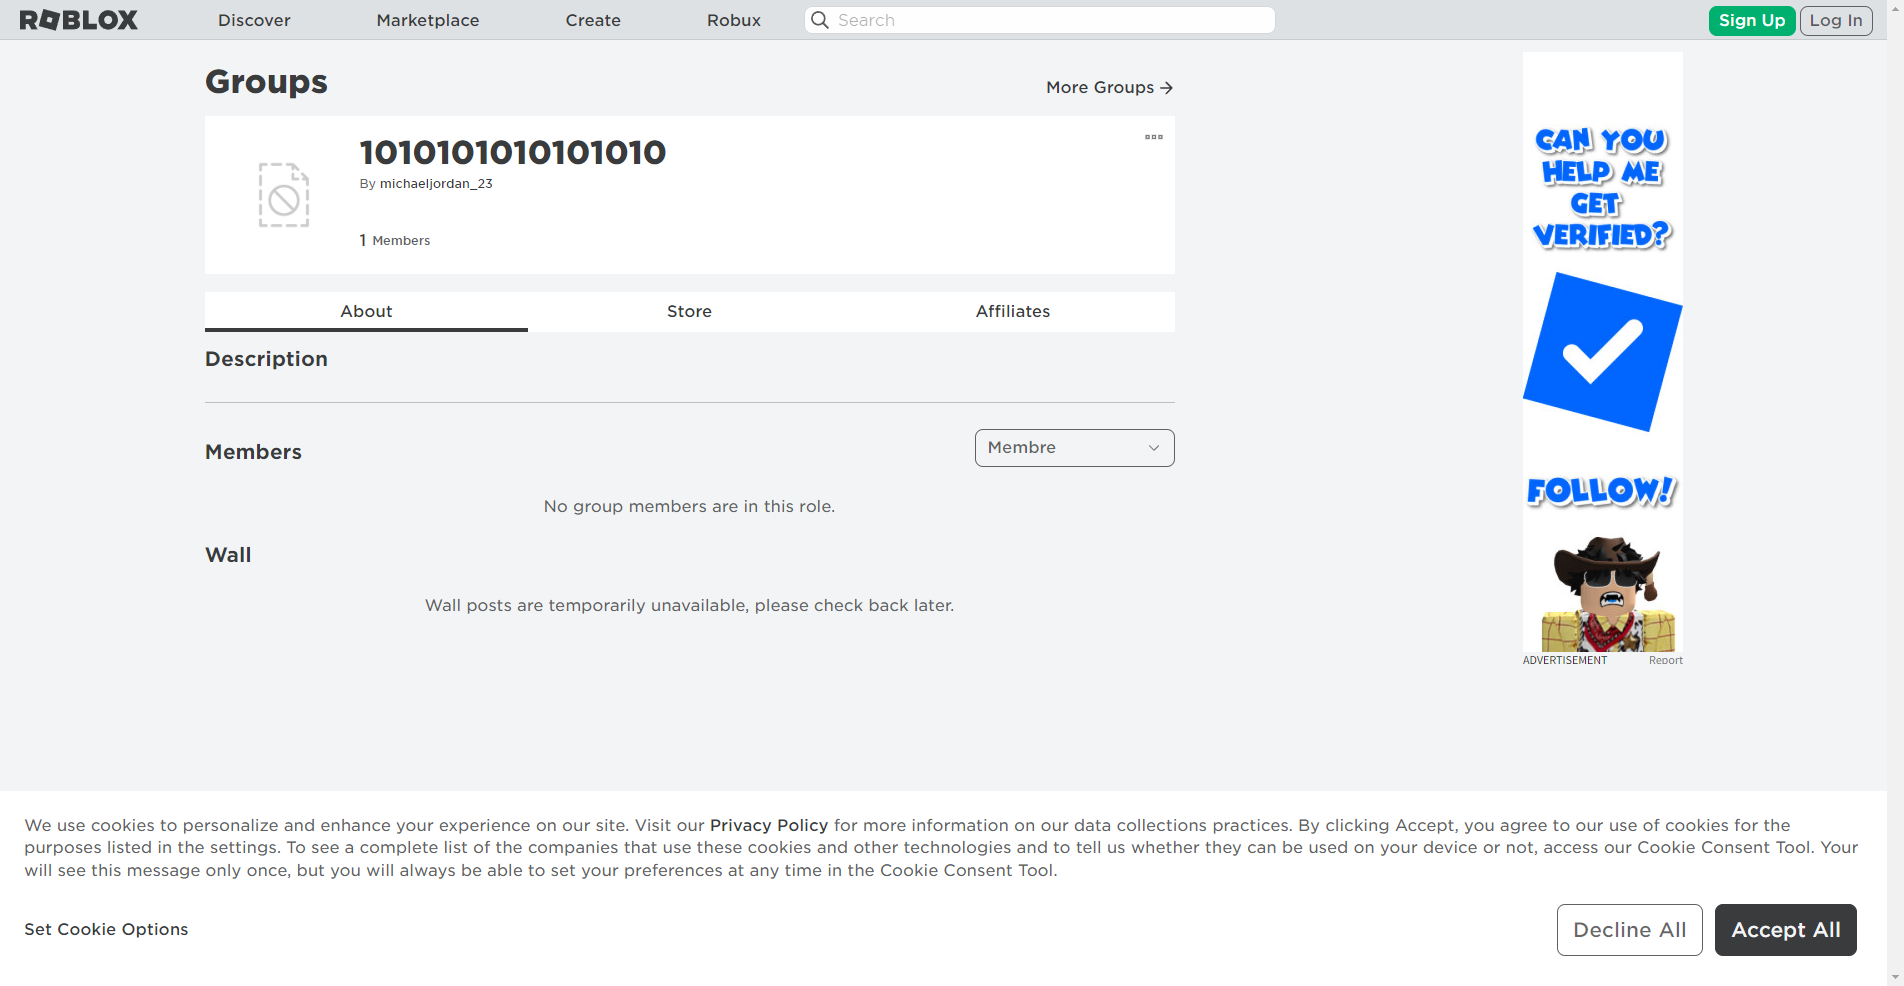 ROBLOX Discover Marketplace Create Robux Search Sign Up Log In
Groups
More Groups →
1010101010101010
By michaeljordan_23
1 Members
About Store Affiliates
Description
Members
Membre
No group members are in this role.
Wall
Wall posts are temporarily unavailable, please check back later.
CAN YOU
HELP ME
GET
VERIFIED?
FOLLOW!
ADVERTISEMENT Report
We use cookies to personalize and enhance your experience on our site. Visit our Privacy Policy for more information on our data collections practices. By clicking Accept, you agree to our use of cookies for the
purposes listed in the settings. To see a complete list of the companies that use these cookies and other technologies and to tell us whether they can be used on your device or not, access our Cookie Consent Tool. Your
will see this message only once, but you will always be able to set your preferences at any time in the Cookie Consent Tool.
Set Cookie Options
Decline All
Accept All